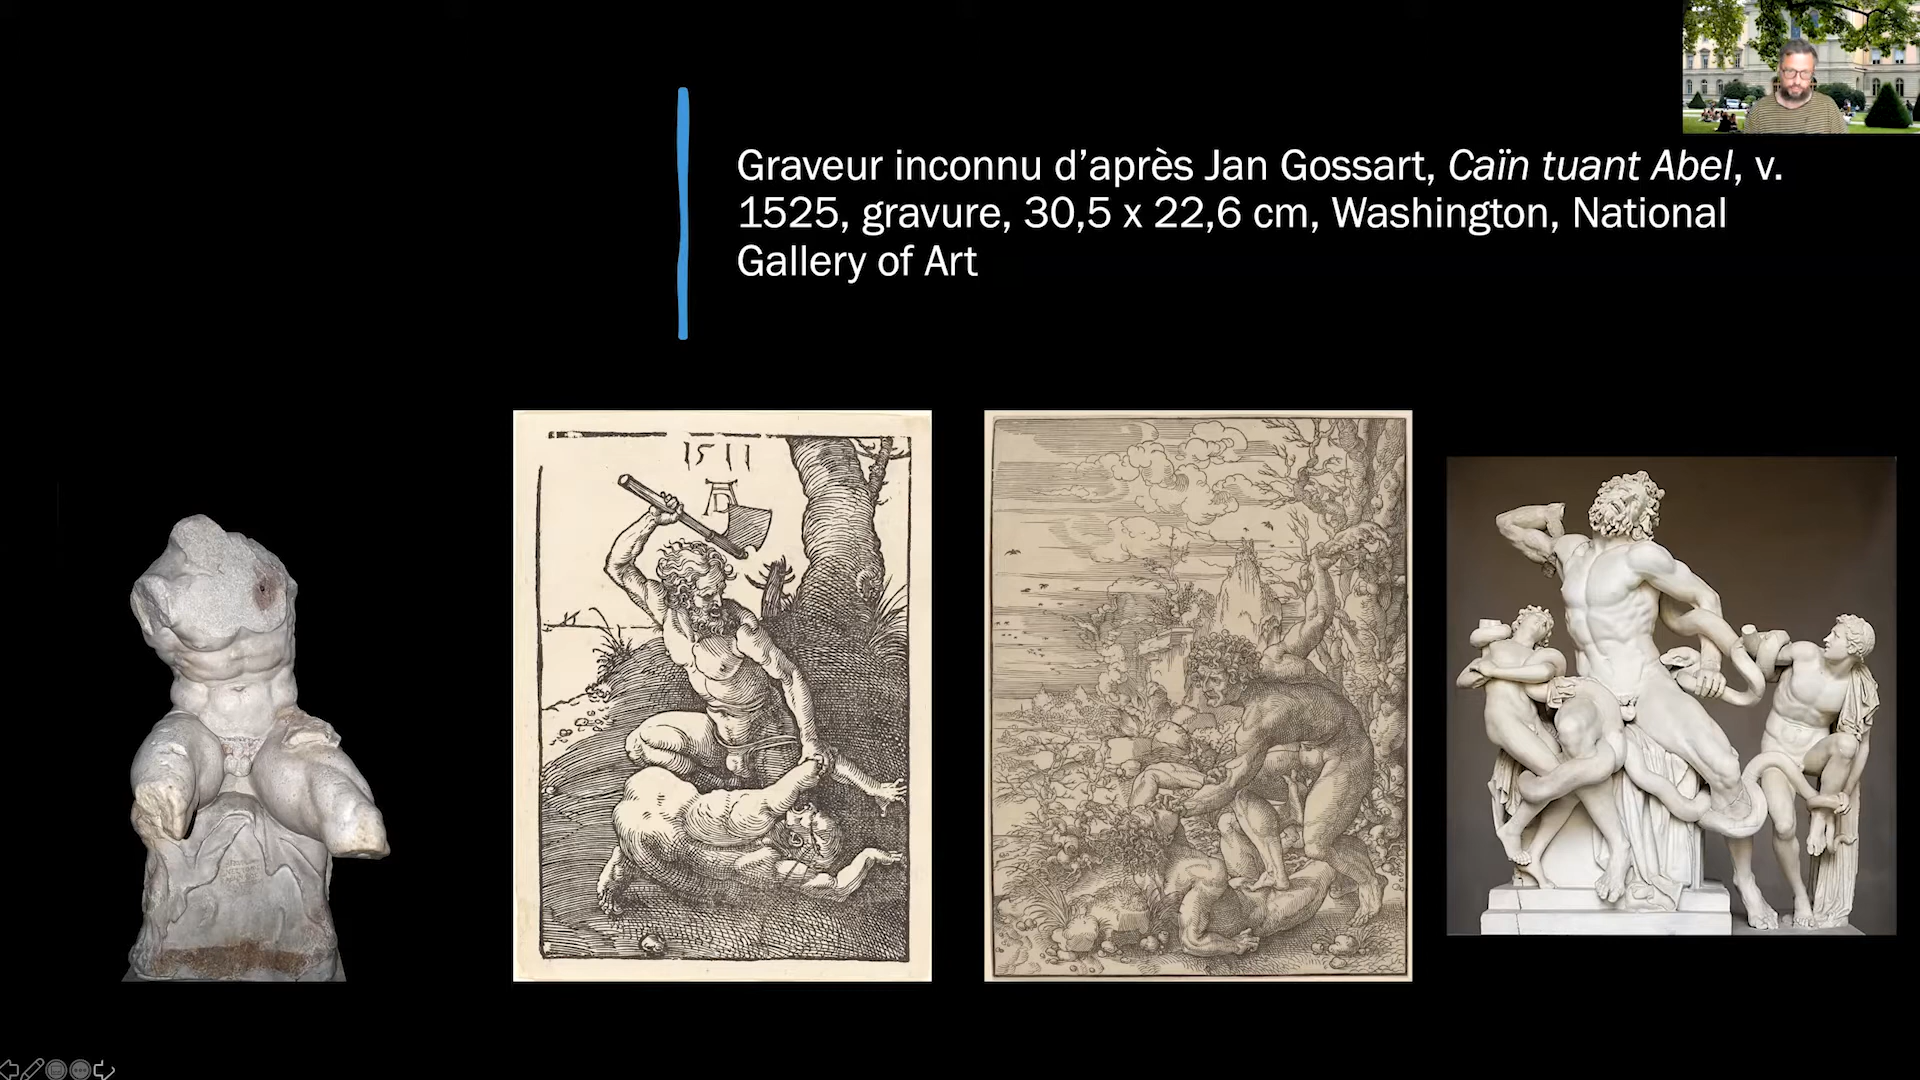 Graveur inconnu d’après Jan Gossart, Caïn tuant Abel, v.
1525, gravure, 30,5 x 22,6 cm, Washington, National
Gallery of Art
1511
AD